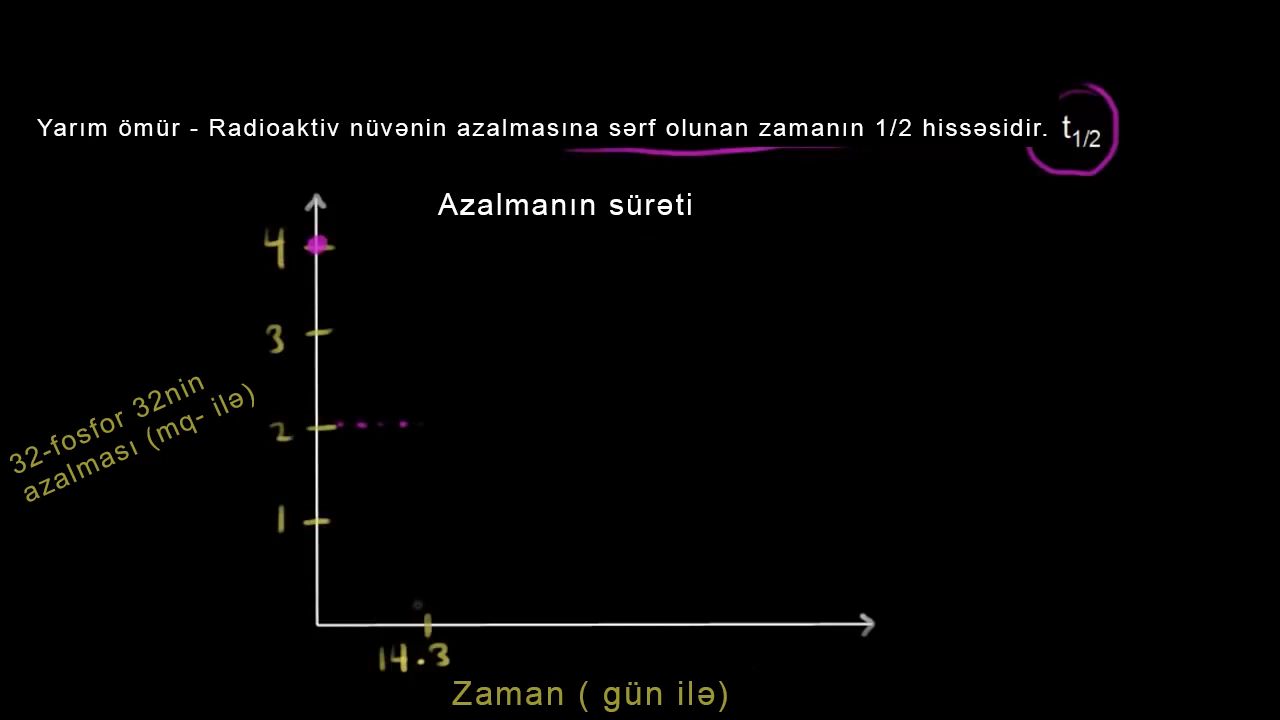 Yarım ömür - Radioaktiv nüvənin azalmasına sərf olunan zamanın 1/2 hissəsidir. t1/2
Azalmanın sürəti
4
3
2
1
32-fosfor 32nin
azalması (mq- ilə)
14.3
Zaman ( gün ilə)